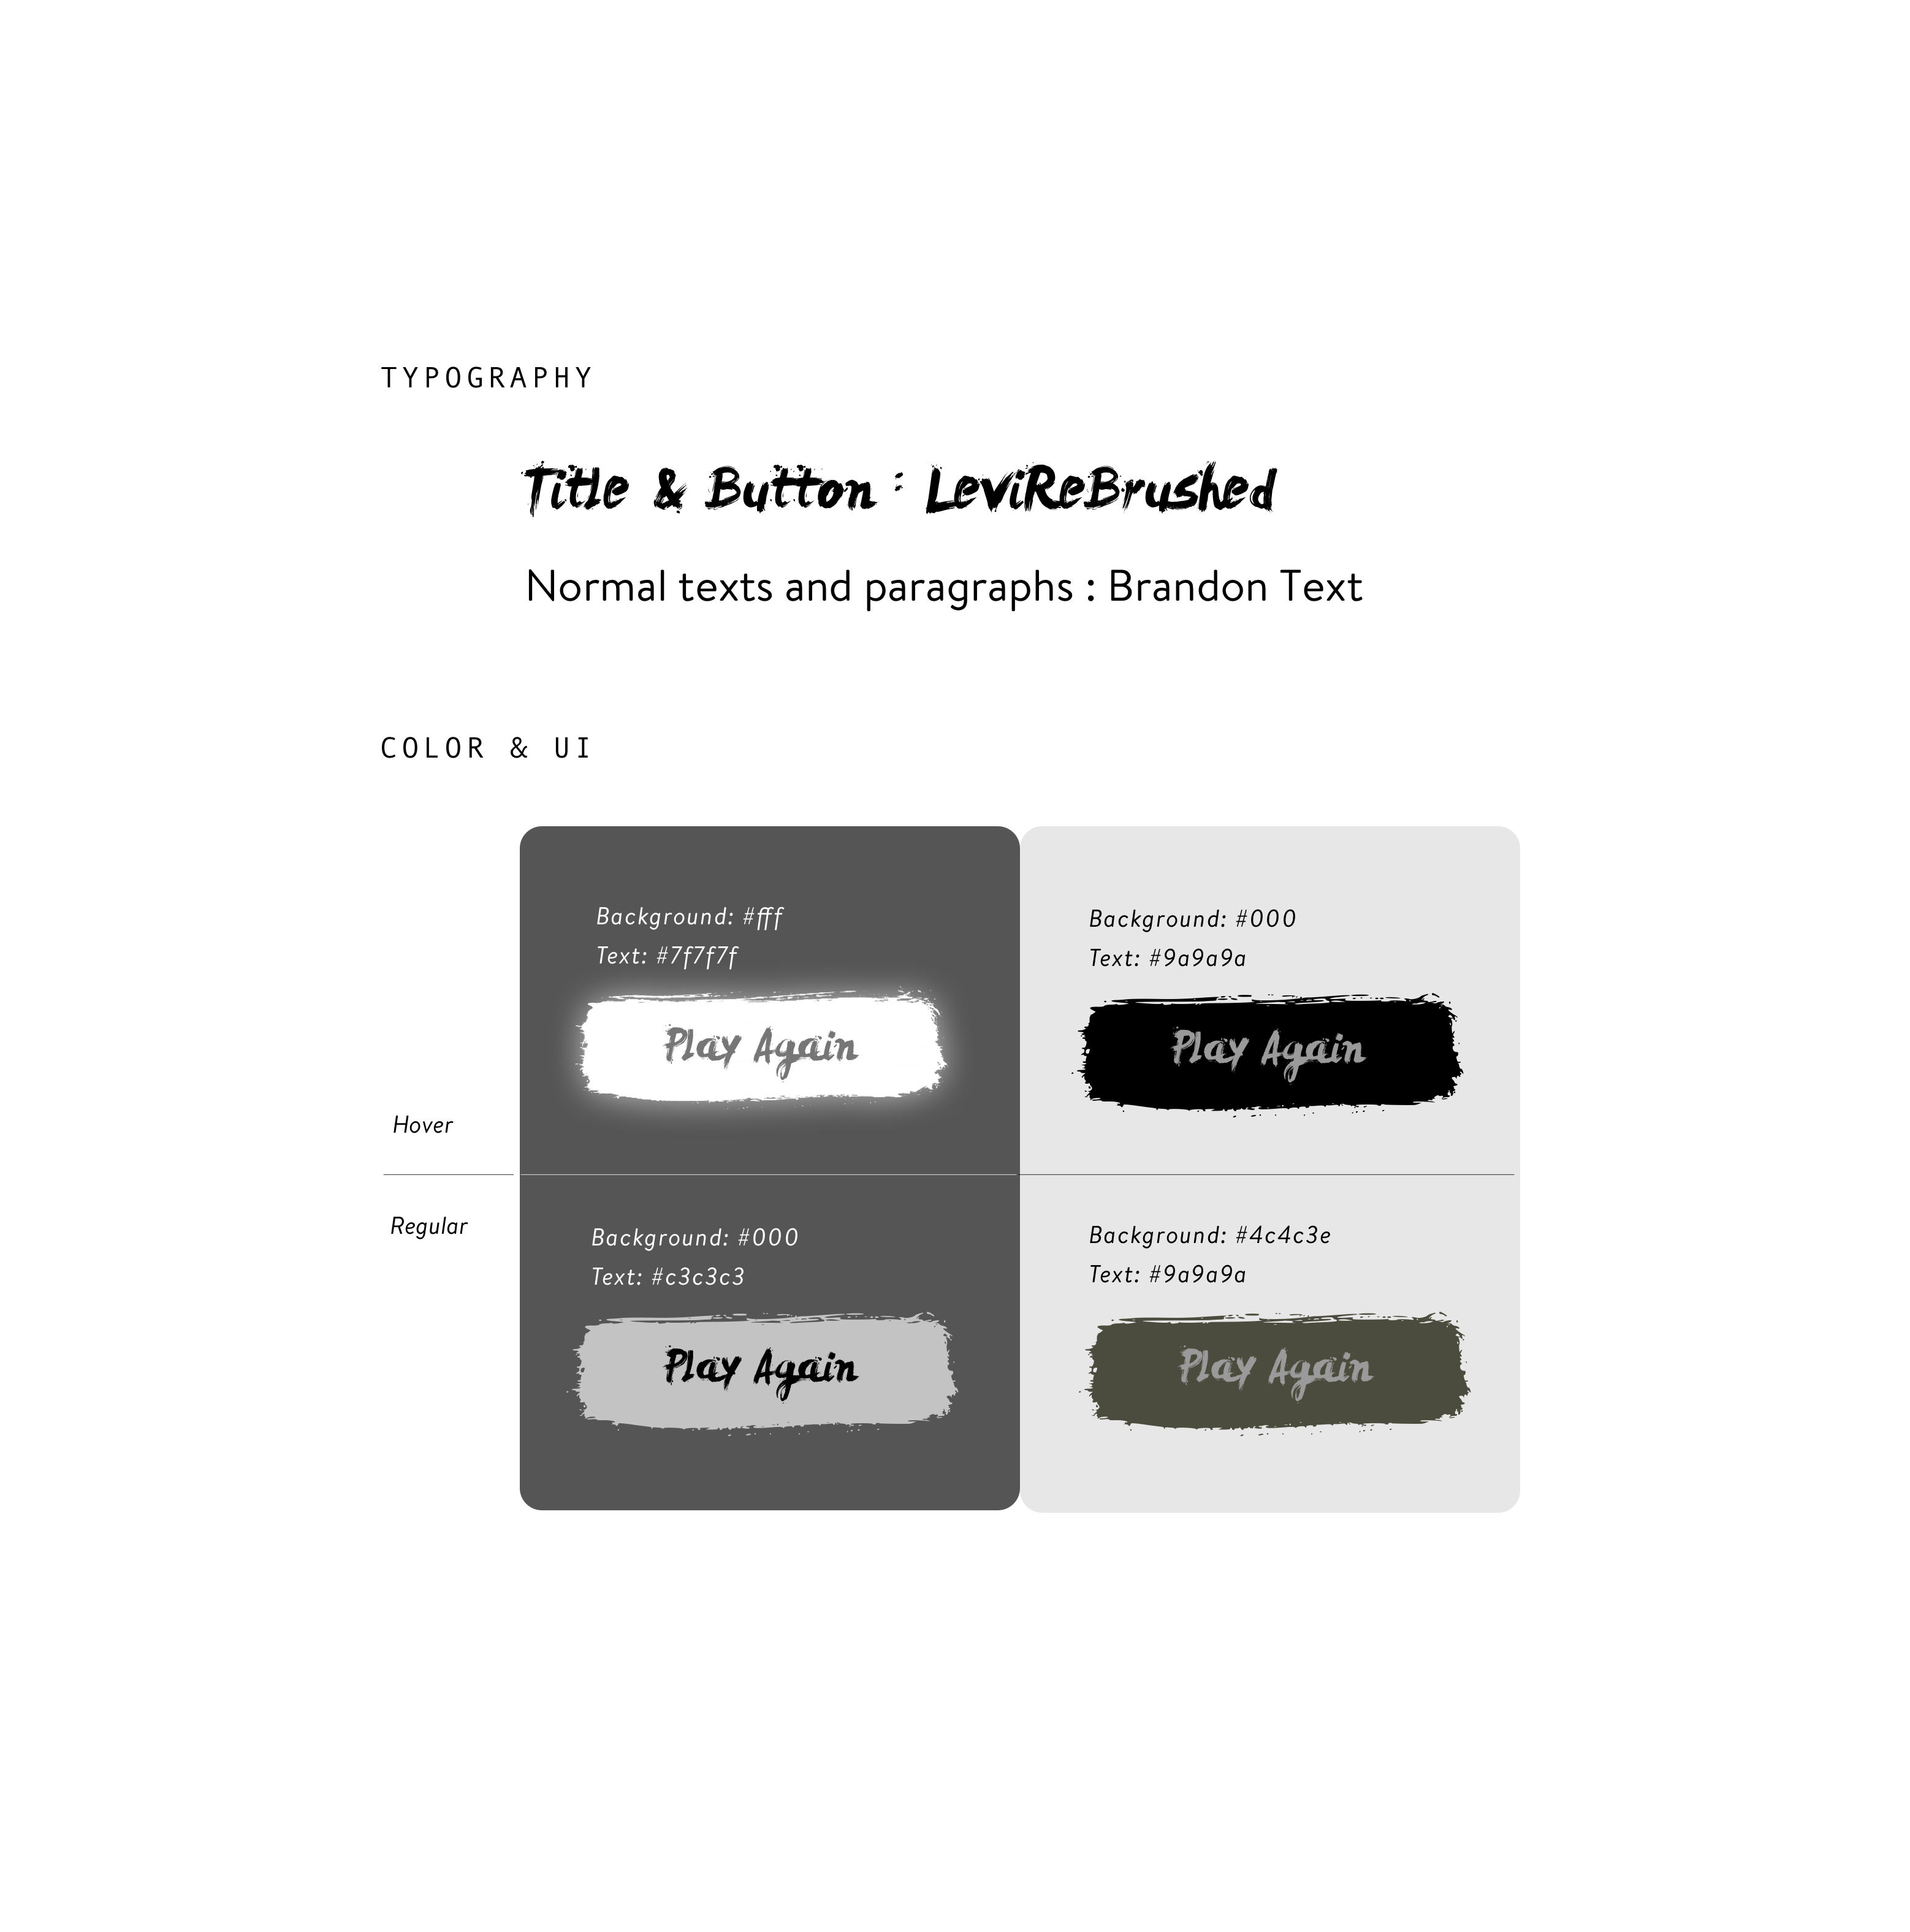 TYPOGRAPHY
Title & Button : LeviReBrushed
Normal texts and paragraphs : Brandon Text
COLOR & UI
Background: #fff
Text: #7f7f7f
Play Again
Background: #000
Text: #9a9a9a
Play Again
Hover
Regular
Background: #000
Text: #c3c3c3
Play Again
Background: #4c4c3e
Text: #9a9a9a
Play Again